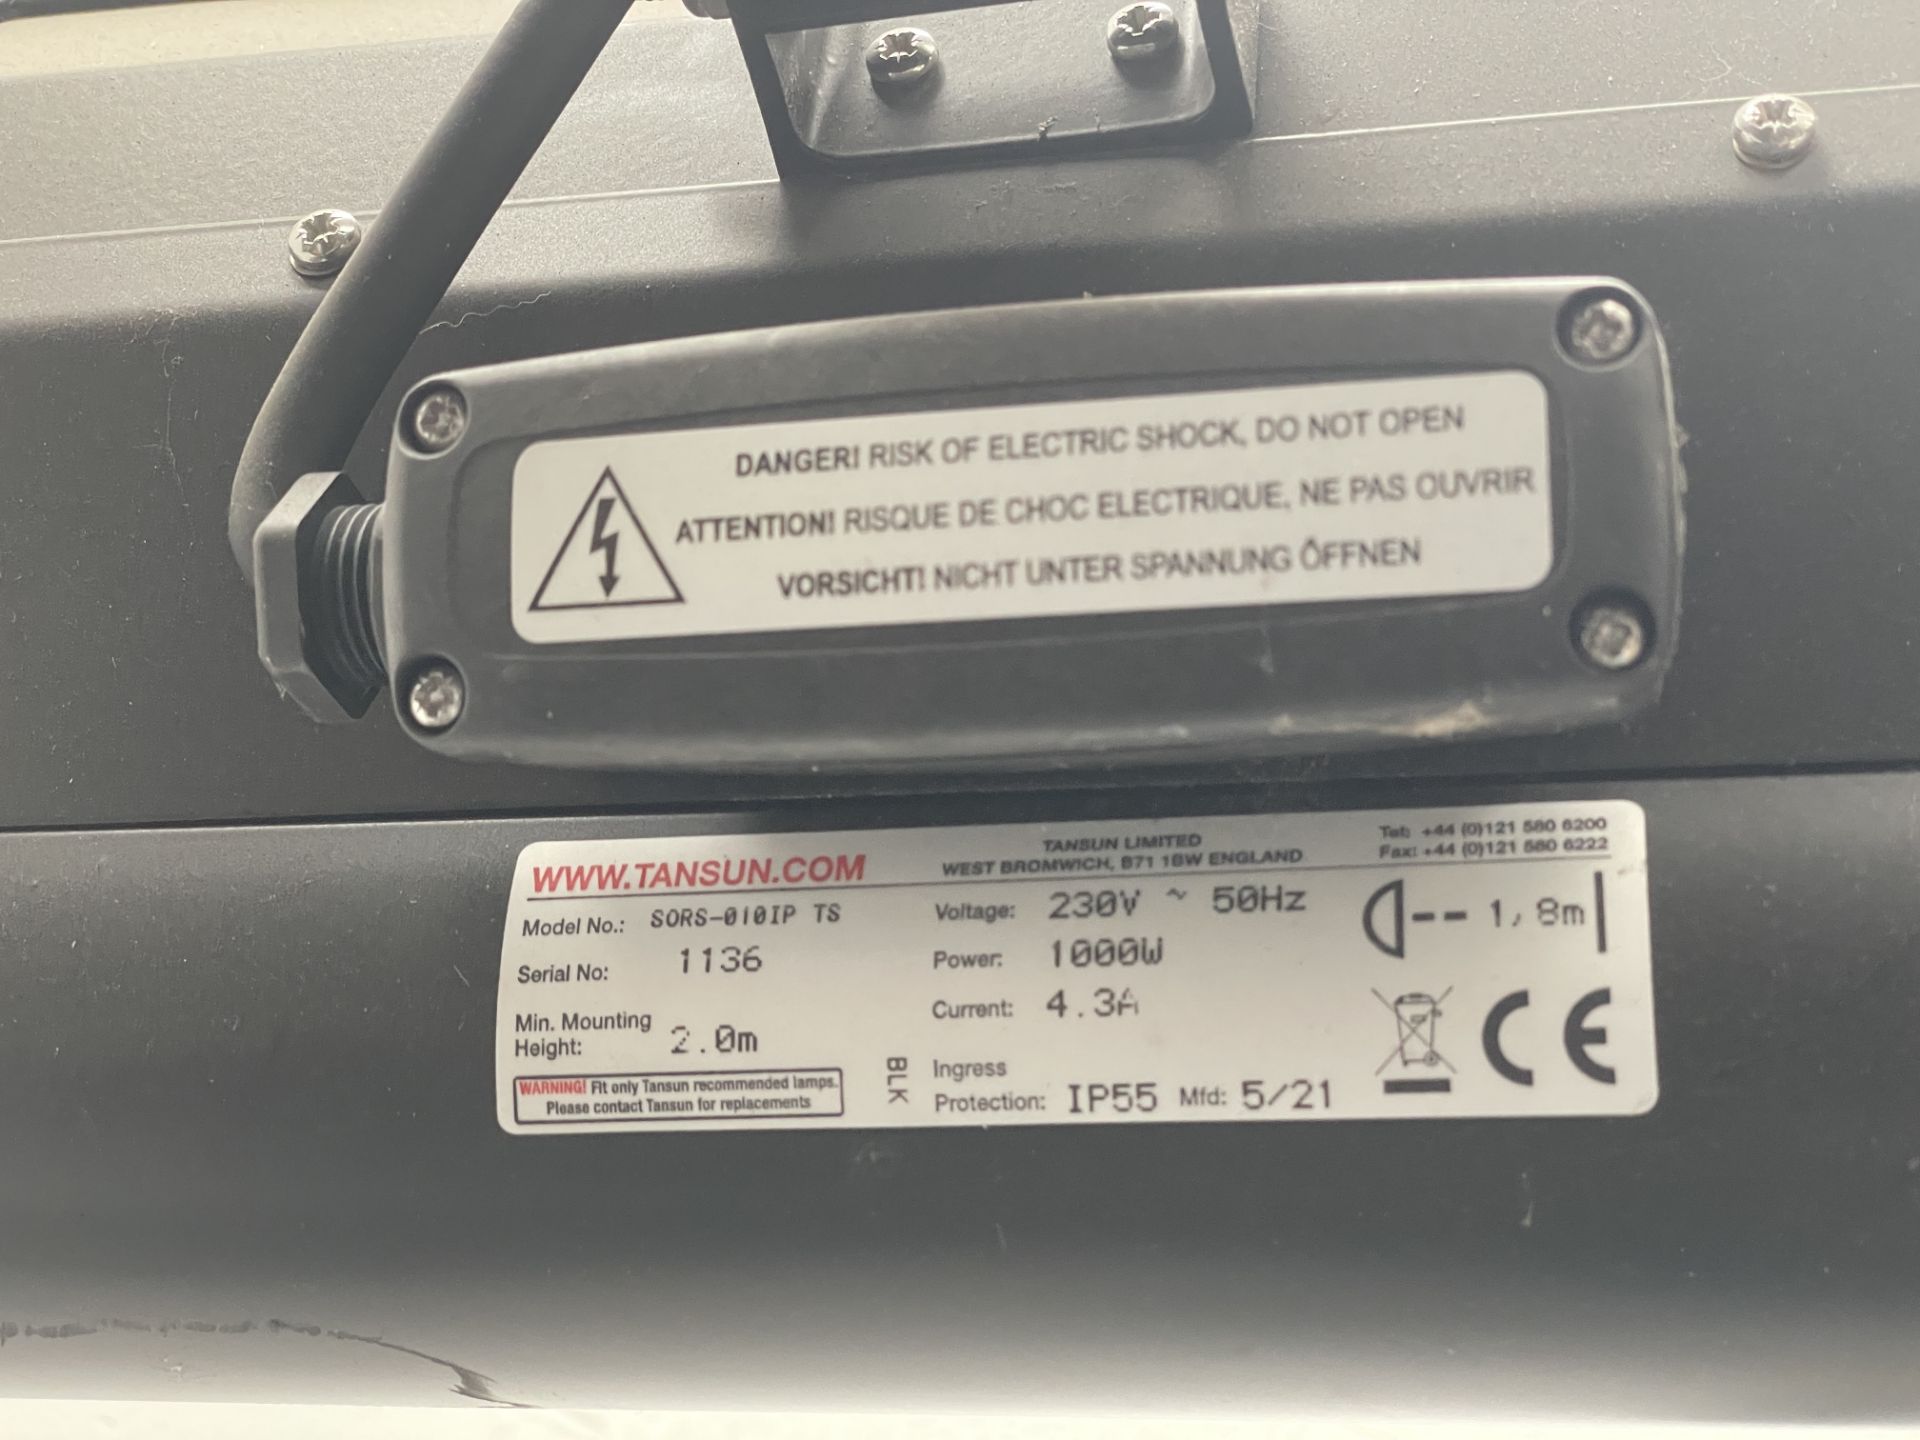 DANGER! RISK OF ELECTRIC SHOCK, DO NOT OPEN
ATTENTION! RISQUE DE CHOC ELECTRIQUE, NE PAS OUVRIR
VORSICHT! NICHT UNTER SPANNUNG ÖFFNEN
WWW.TANSUN.COM
TANSUN LIMITED
WEST BROMWICH, B71 1BW ENGLAND
Tel: +44 (0)121 580 6200
Fax: +44 (0)121 580 6222
Model No.: SORS-010IP TS
Serial No: 1136
Min. Mounting
Height: 2.0m
WARNING! Fit only Tansun recommended lamps.
Please contact Tansun for replacements
BLK
Voltage: 230V ~ 50Hz
Power: 1000W
Current: 4.3A
Ingress
Protection: IP55 Mfd: 5/21
1,8m
CE